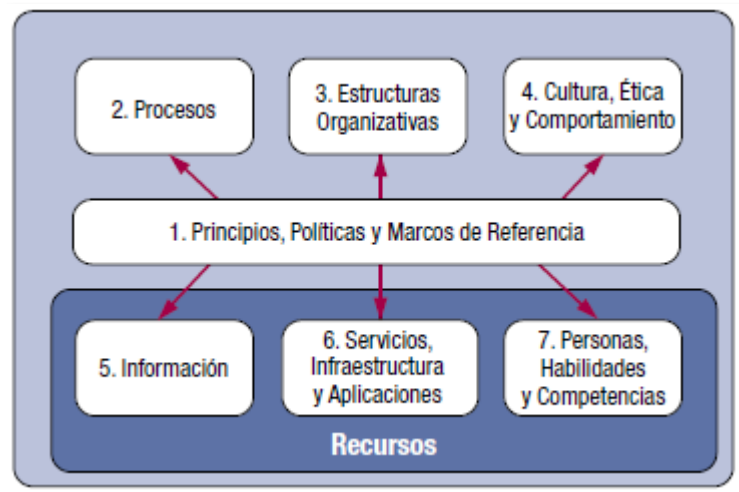 2. Procesos
3. Estructuras
Organizativas
4. Cultura, Ética
y Comportamiento
1. Principios, Políticas y Marcos de Referencia
5. Información
6. Servicios,
Infraestructura
y Aplicaciones
7. Personas,
Habilidades
y Competencias
Recursos